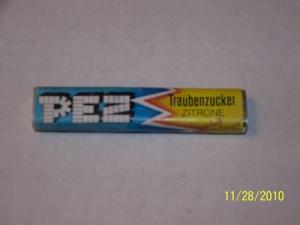 PEZ
Traubenzucker
ZITRONE
11/28/2010